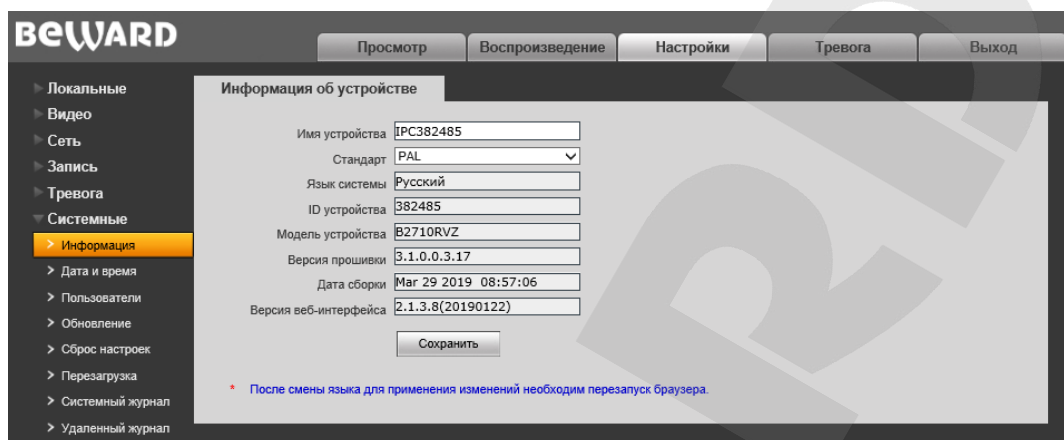 BEWARD
Просмотр
Воспроизведение
Настройки
Тревога
Выход
Локальные
Видео
Сеть
Запись
Тревога
Системные
Информация
Дата и время
Пользователи
Обновление
Сброс настроек
Перезагрузка
Системный журнал
Удаленный журнал
Информация об устройстве
Имя устройства IPC382485
Стандарт PAL
Язык системы Русский
ID устройства 382485
Модель устройства B2710RVZ
Версия прошивки 3.1.0.0.3.17
Дата сборки Mar 29 2019 08:57:06
Версия веб-интерфейса 2.1.3.8(20190122)
Сохранить
* После смены языка для применения изменений необходим перезапуск браузера.